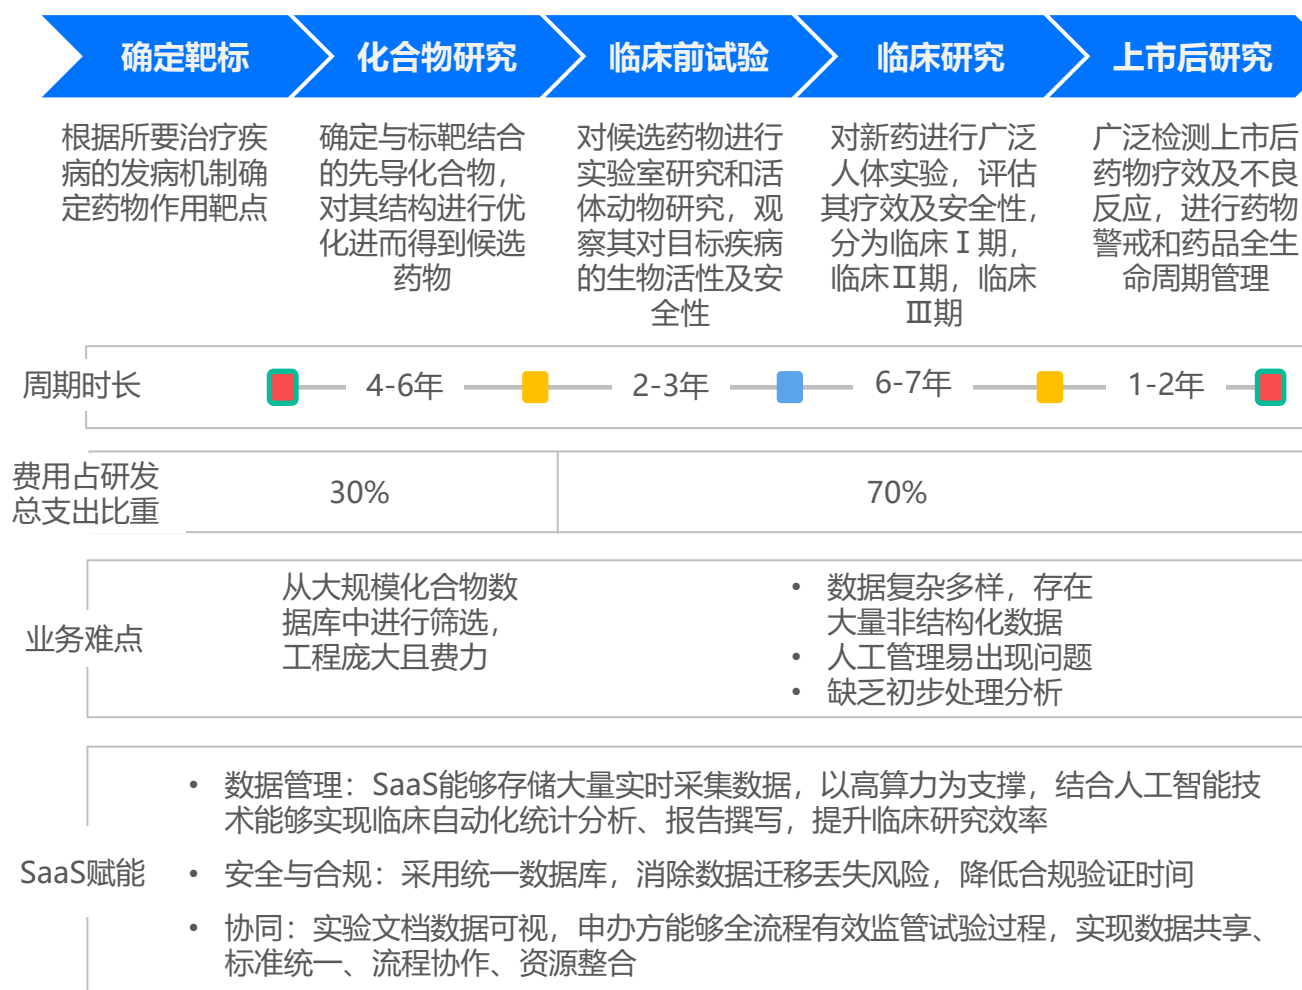 确定靶标
化合物研究
临床前试验
临床研究
上市后研究
根据所要治疗疾
病的发病机制确
定药物作用靶点
确定与标靶结合
的先导化合物，
对其结构进行优
化进而得到候选
药物
对候选药物进行
实验室研究和活
体动物研究，观
察其对目标疾病
的生物活性及安
全性
对新药进行广泛
人体实验，评估
其疗效及安全性，
分为临床Ⅰ期，
临床Ⅱ期，临床
Ⅲ期
广泛检测上市后
药物疗效及不良
反应，进行药物
警戒和药品全生
命周期管理
周期时长
4-6年
2-3年
6-7年
1-2年
费用占研发
总支出比重
30%
70%
业务难点
从大规模化合物数
据库中进行筛选，
工程庞大且费力
• 数据复杂多样，存在
大量非结构化数据
• 人工管理易出现问题
• 缺乏初步处理分析
SaaS赋能
• 数据管理：SaaS能够存储大量实时采集数据，以高算力为支撑，结合人工智能技
术能够实现临床自动化统计分析、报告撰写，提升临床研究效率
• 安全与合规：采用统一数据库，消除数据迁移丢失风险，降低合规验证时间
• 协同：实验文档数据可视，申办方能够全流程有效监管试验过程，实现数据共享、
标准统一、流程协作、资源整合